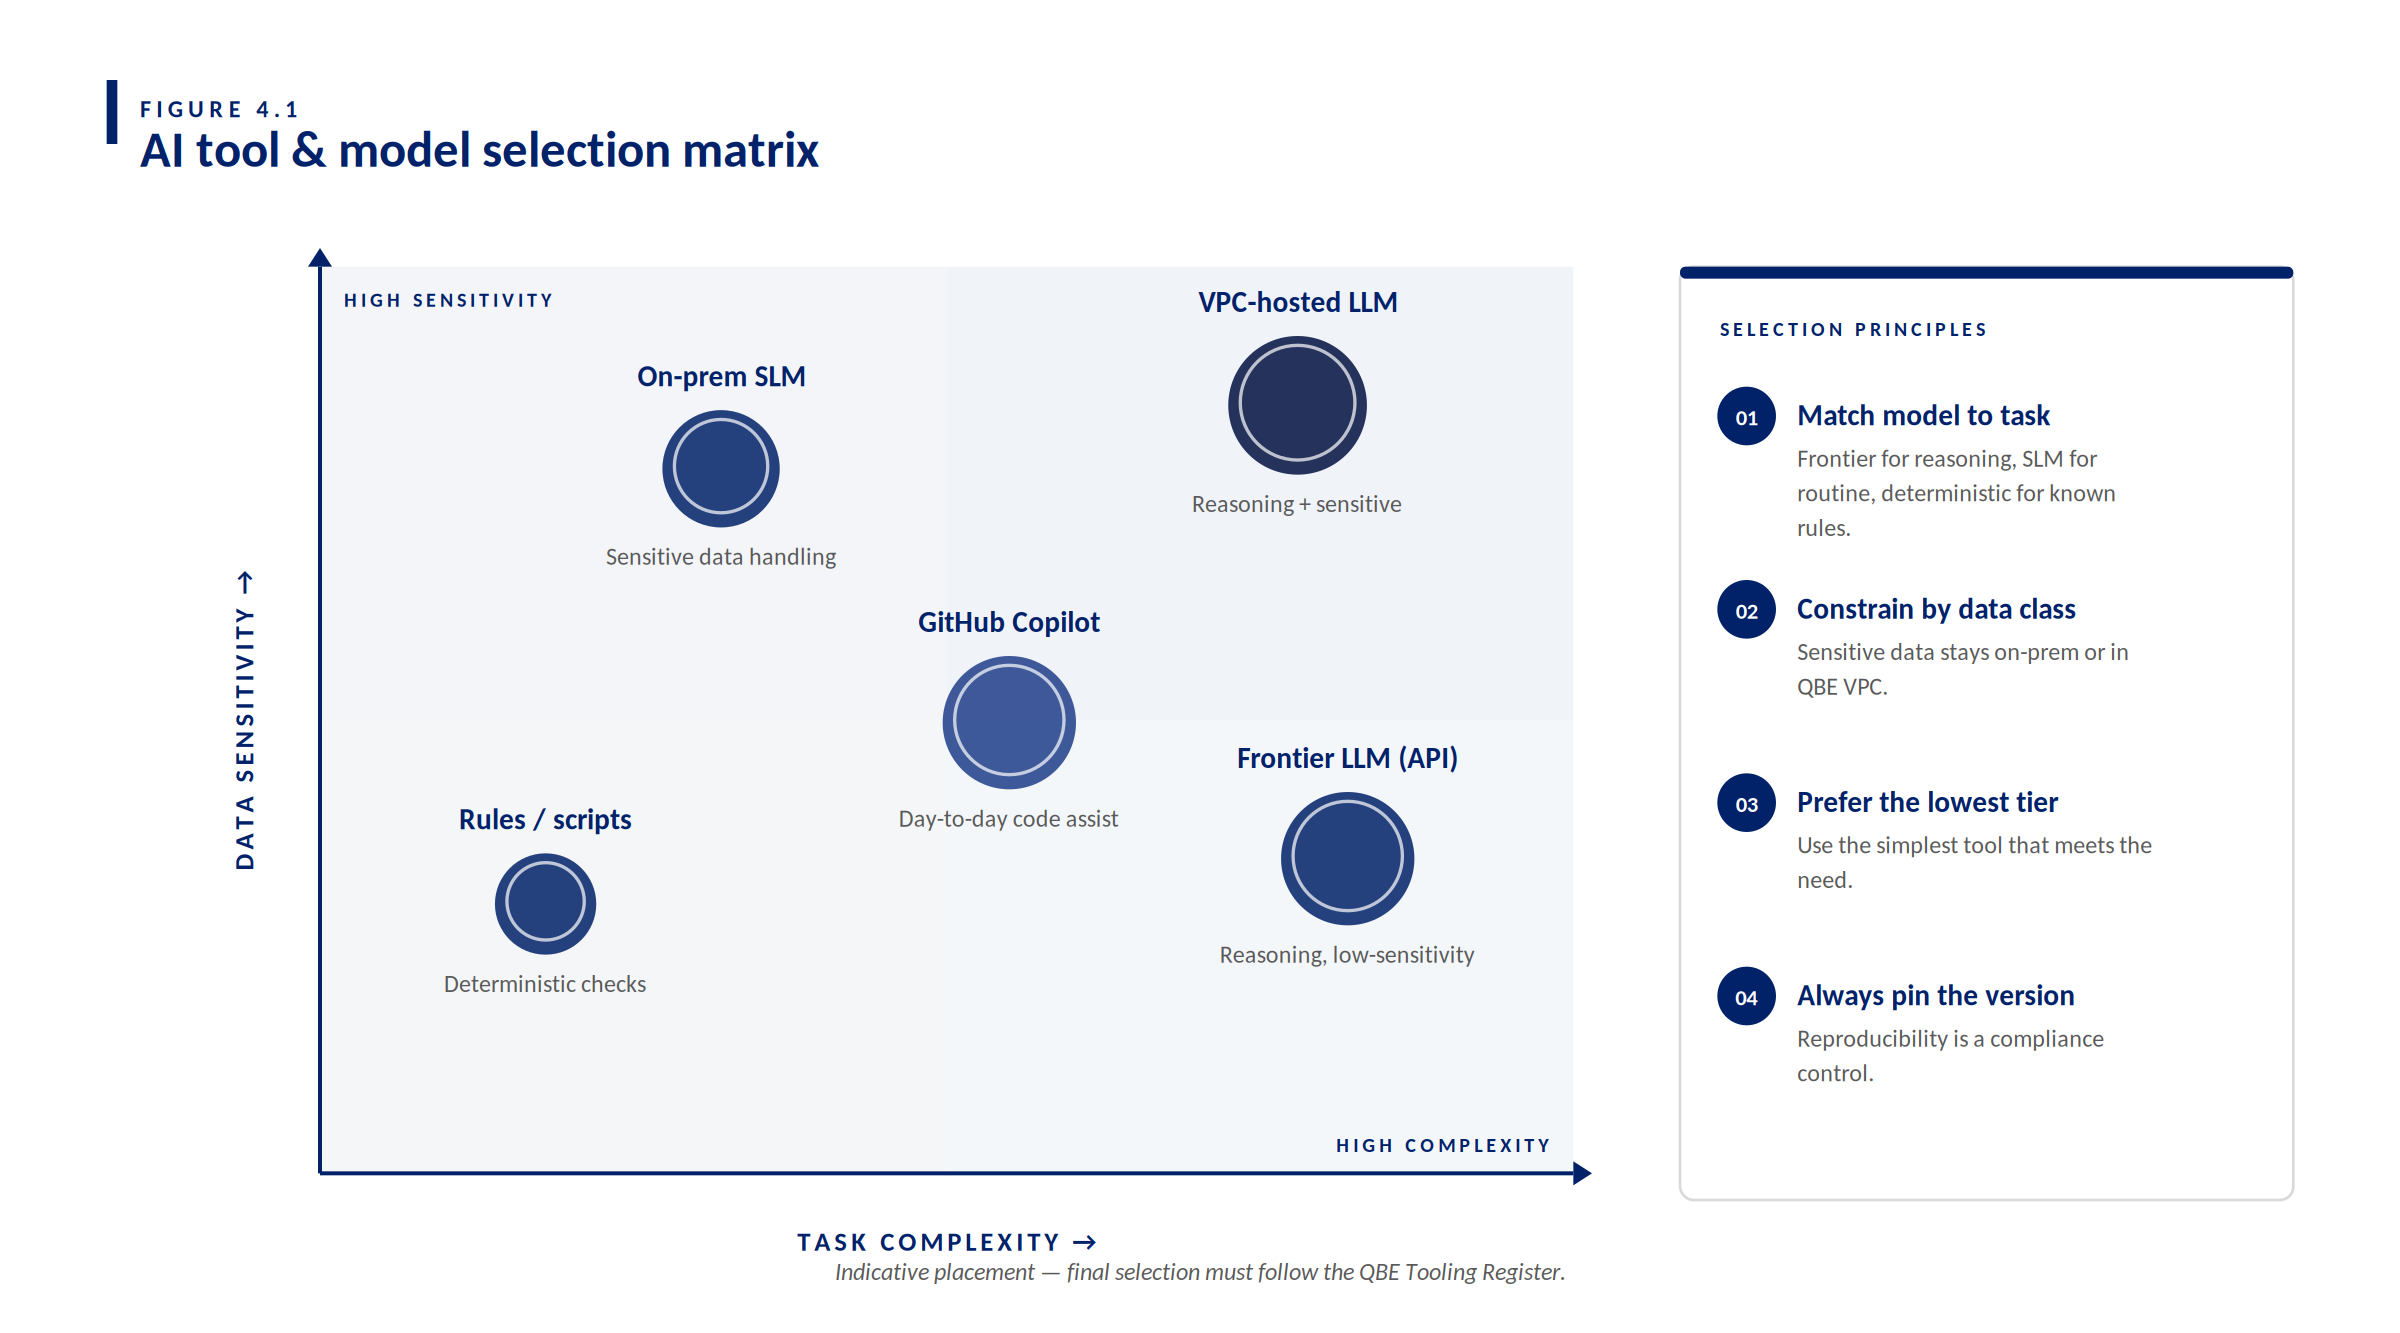 FIGURE 4.1
AI tool & model selection matrix
HIGH SENSITIVITY
VPC-hosted LLM
Reasoning + sensitive
On-prem SLM
Sensitive data handling
GitHub Copilot
Day-to-day code assist
Frontier LLM (API)
Reasoning, low-sensitivity
Rules / scripts
Deterministic checks
HIGH COMPLEXITY
DATA SENSITIVITY →
TASK COMPLEXITY →
Indicative placement — final selection must follow the QBE Tooling Register.
SELECTION PRINCIPLES
01
Match model to task
Frontier for reasoning, SLM for
routine, deterministic for known
rules.
02
Constrain by data class
Sensitive data stays on-prem or in
QBE VPC.
03
Prefer the lowest tier
Use the simplest tool that meets the
need.
04
Always pin the version
Reproducibility is a compliance
control.